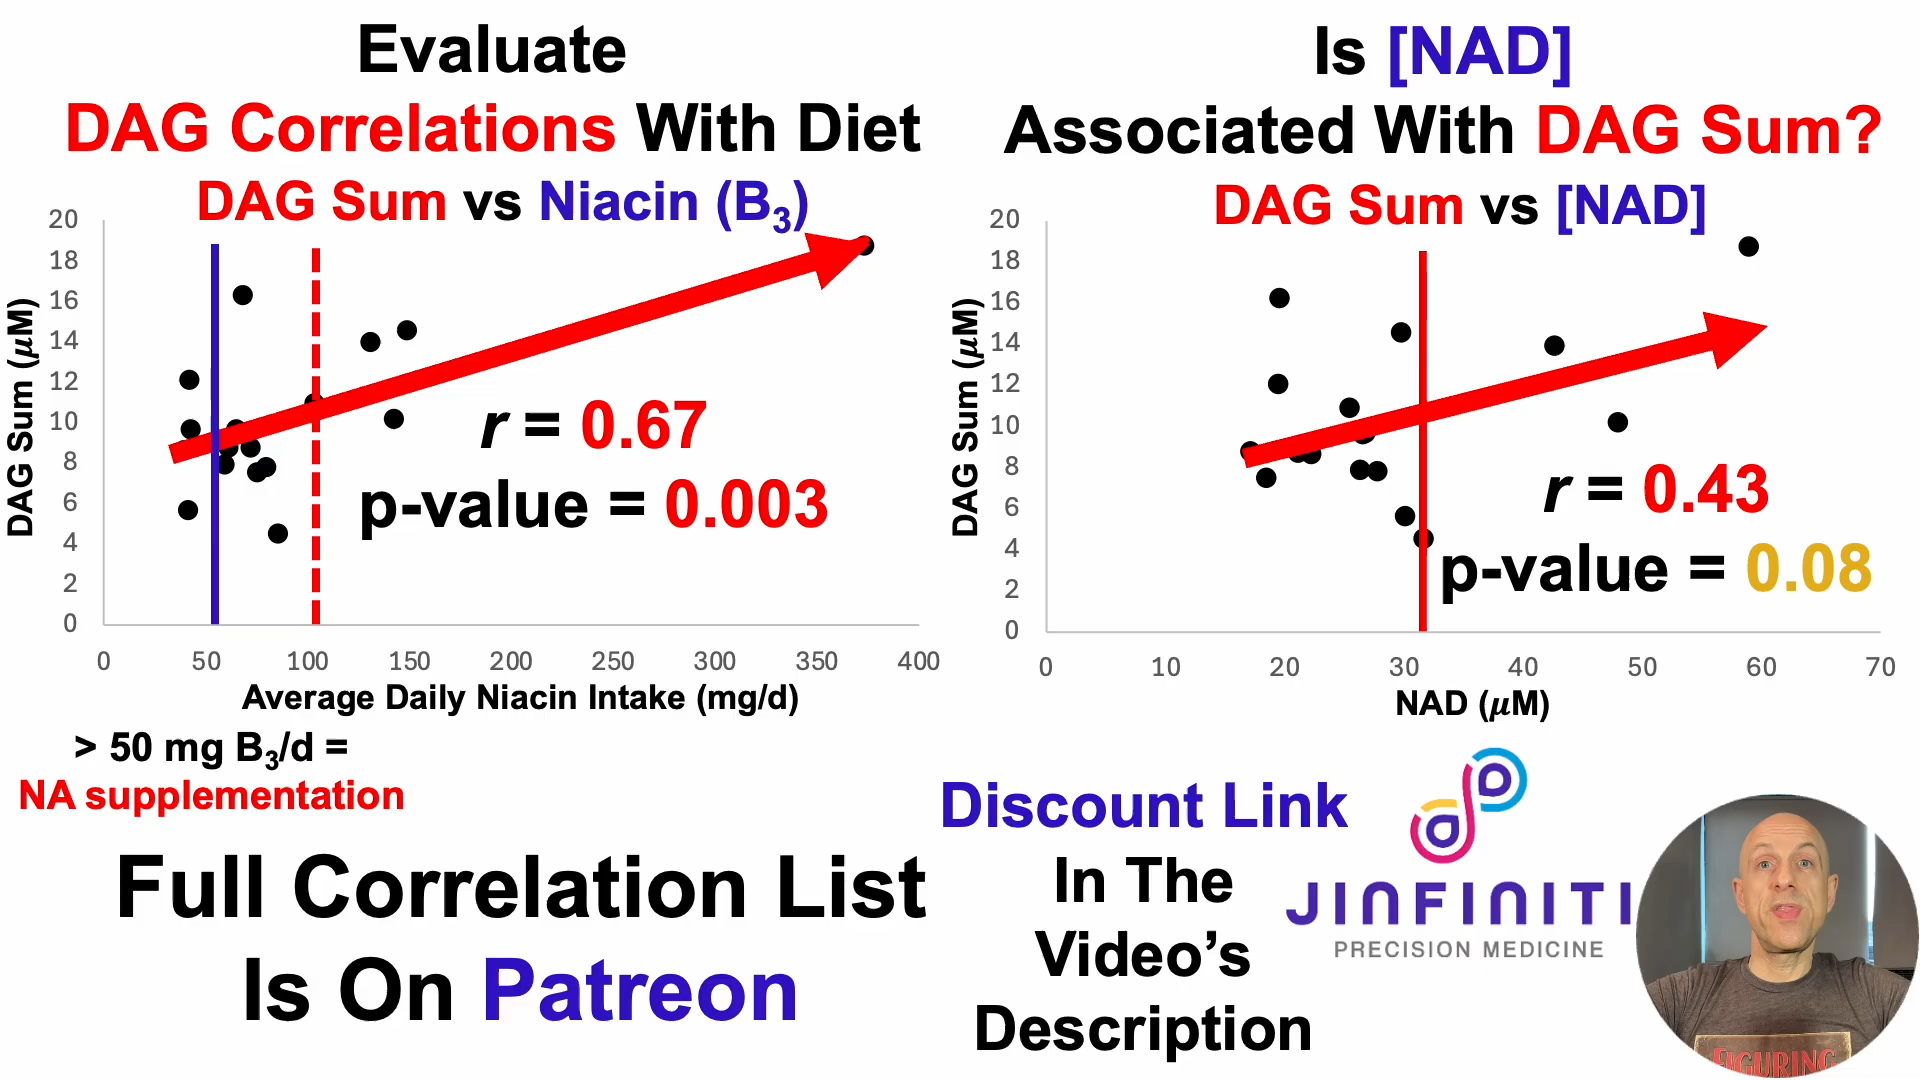 Evaluate
DAG Correlations With Diet
DAG Sum vs Niacin (B3)
20
18
16
14
12
10
8
6
4
2
0
DAG Sum (µM)
r = 0.67
p-value = 0.003
0 50 100 150 200 250 300 350 400
Average Daily Niacin Intake (mg/d)
> 50 mg B3/d =
NA supplementation
Full Correlation List
Is On Patreon
Is [NAD]
Associated With DAG Sum?
DAG Sum vs [NAD]
20
18
16
14
12
10
8
6
4
2
0
DAG Sum (µM)
r = 0.43
p-value = 0.08
0 10 20 30 40 50 60 70
NAD (µM)
Discount Link
In The
Video’s
Description
JINFINITI
PRECISION MEDICINE
FIGURING